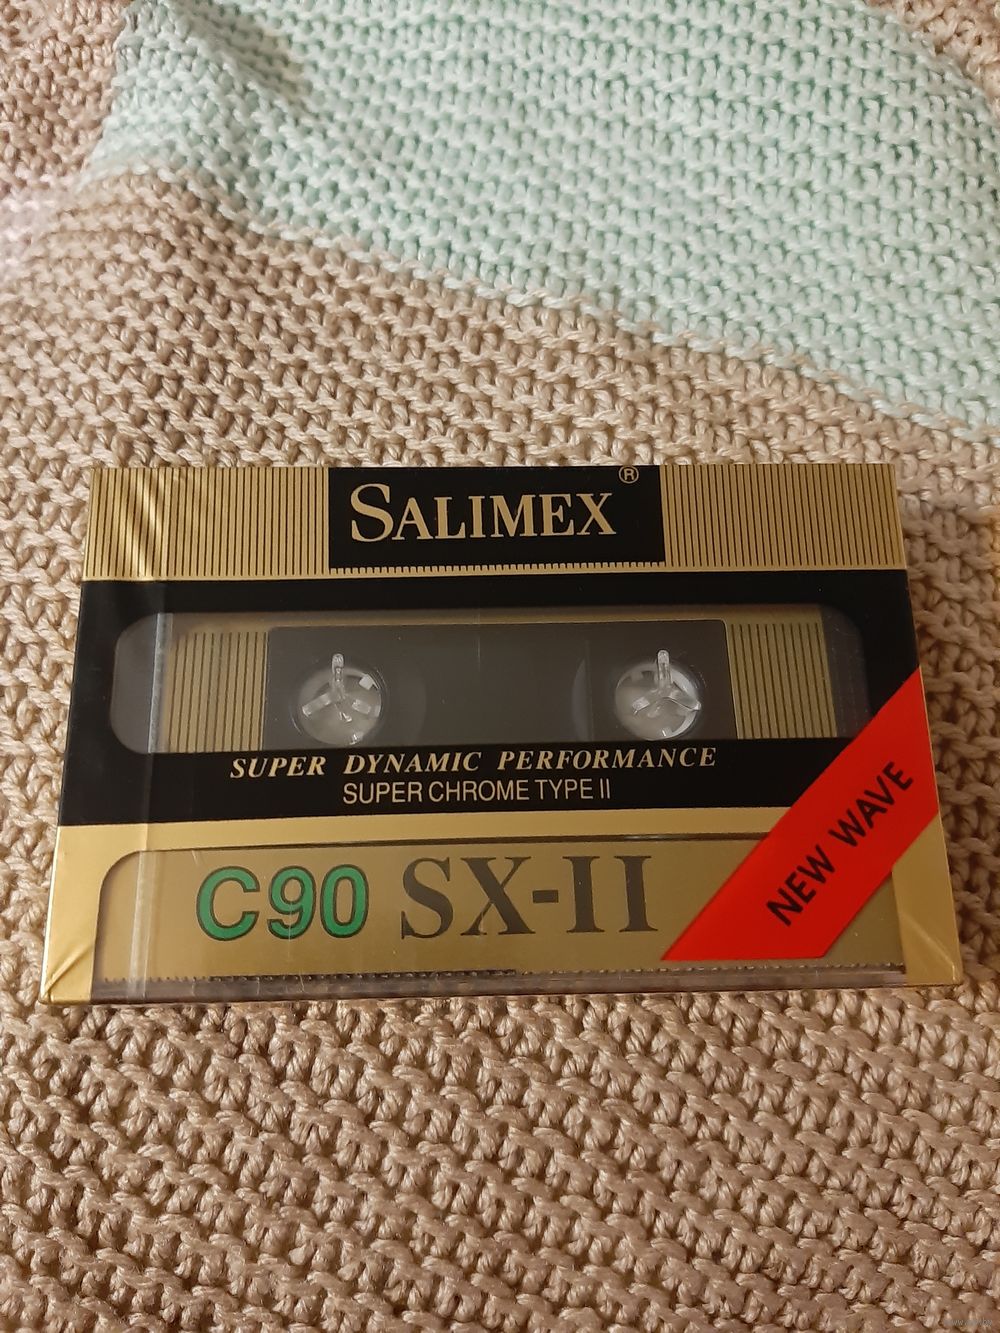 SALIMEX®
SUPER DYNAMIC PERFORMANCE
SUPER CHROME TYPE II
C90 SX-II
NEW WAVE